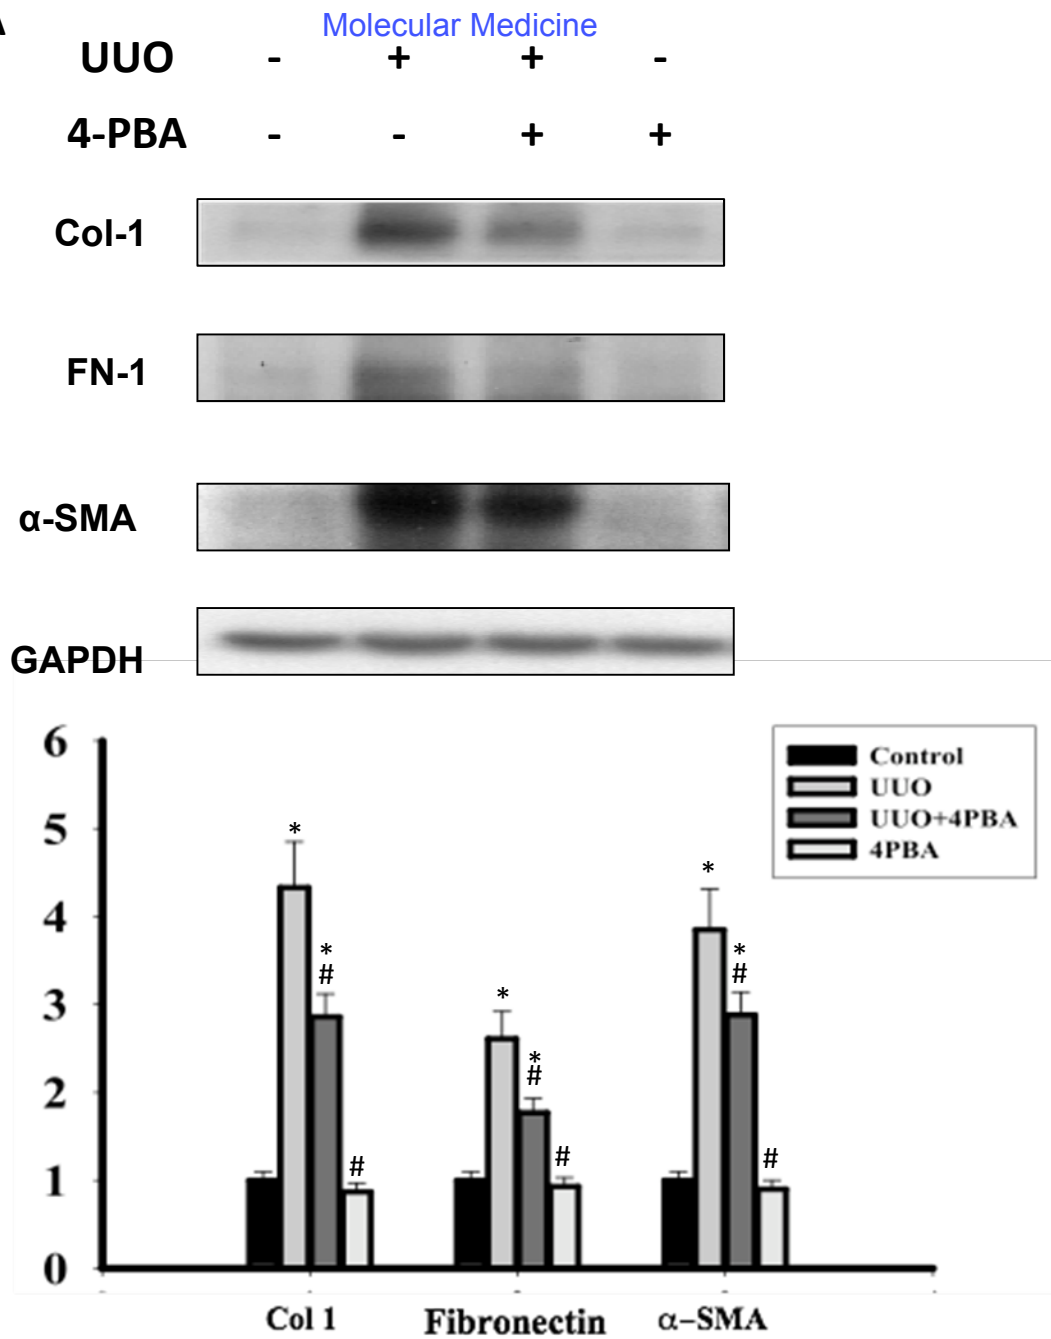 A
Molecular Medicine
UUO - + + -
4-PBA - - + +
Col-1
FN-1
α-SMA
GAPDH
6
5
4
3
2
1
0
Control
UUO
UUO+4PBA
4PBA
*
*
#
#
*
*
#
#
*
*
#
#
Col 1 Fibronectin α-SMA